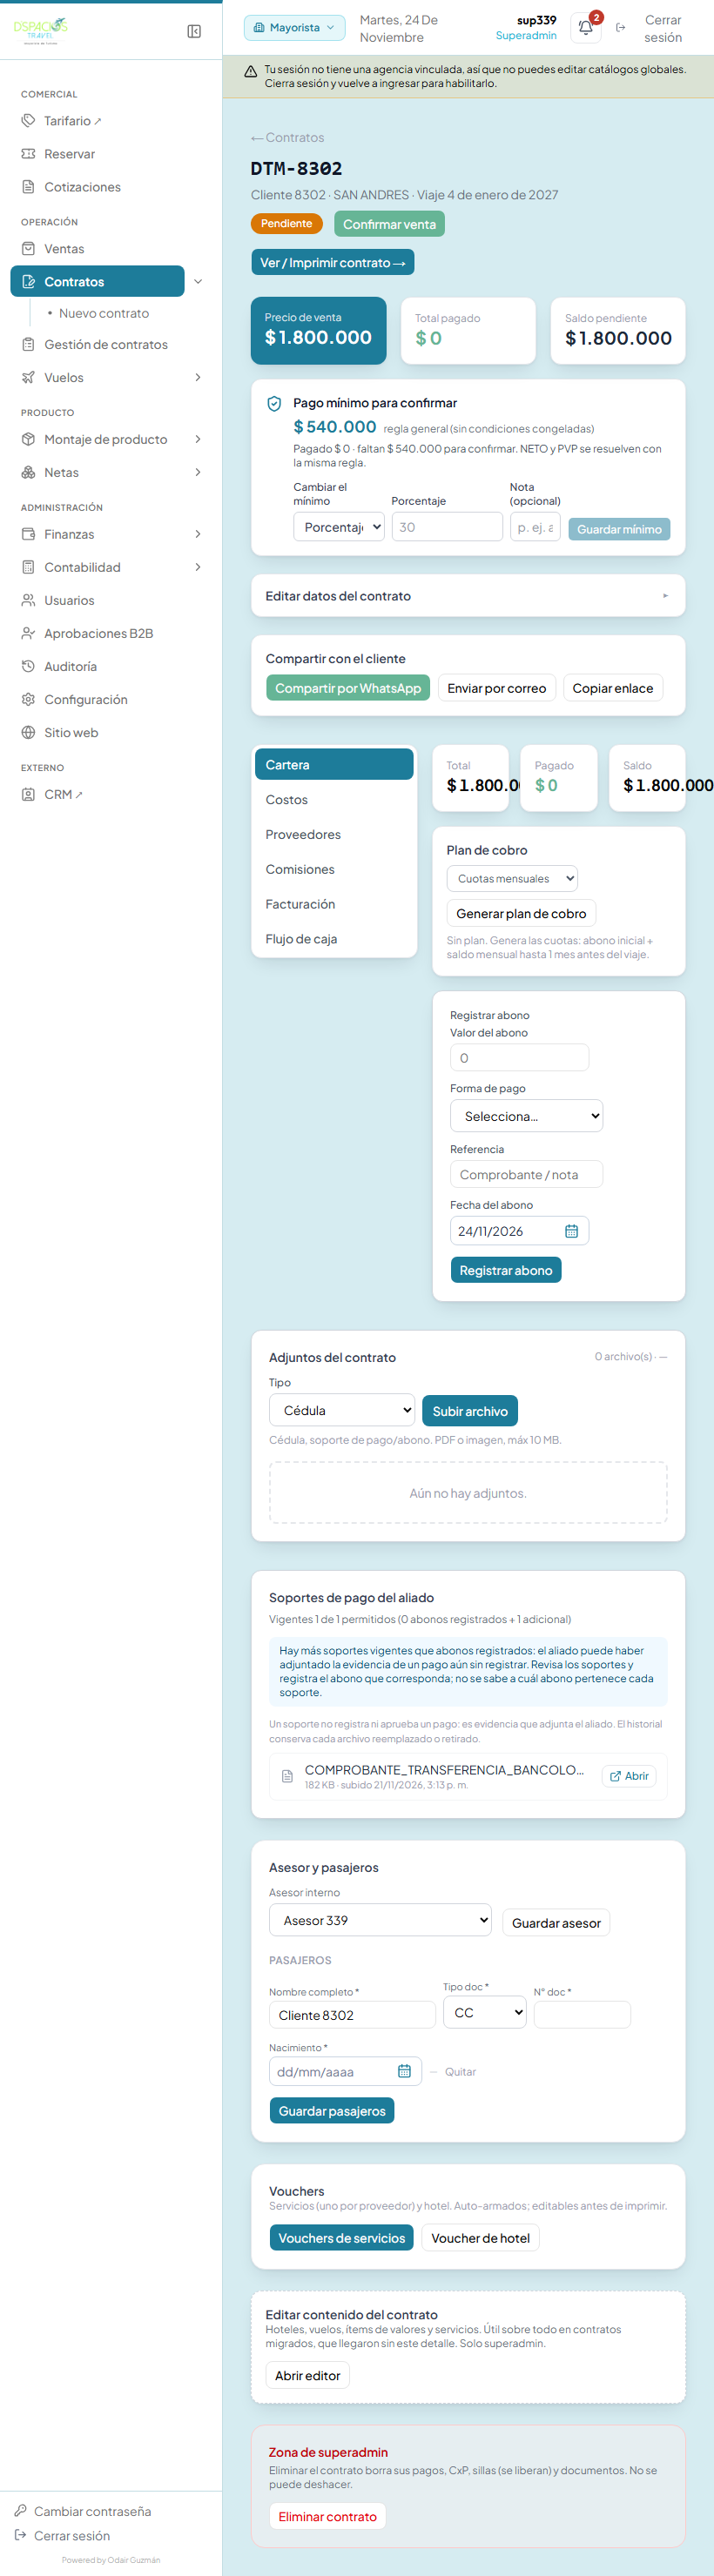 DSPACIOS
TRAVEL
COMERCIAL
Tarifario ↗
Reservar
Cotizaciones
OPERACIÓN
Ventas
Contratos
• Nuevo contrato
Gestión de contratos
Vuelos
PRODUCTO
Montaje de producto
Netas
ADMINISTRACIÓN
Finanzas
Contabilidad
Usuarios
Aprobaciones B2B
Auditoría
Configuración
Sitio web
EXTERNO
CRM ↗
Cambiar contraseña
Cerrar sesión
Powered by Odair Guzmán
Mayorista
Martes, 24 De
Noviembre
sup339
Superadmin
2
Cerrar
sesión
Tu sesión no tiene una agencia vinculada, así que no puedes editar catálogos globales.
Cierra sesión y vuelve a ingresar para habilitarlo.
← Contratos
DTM-8302
Cliente 8302 · SAN ANDRES · Viaje 4 de enero de 2027
Pendiente
Confirmar venta
Ver / Imprimir contrato →
Precio de venta
$ 1.800.000
Total pagado
$ 0
Saldo pendiente
$ 1.800.000
Pago mínimo para confirmar
$ 540.000 regla general (sin condiciones congeladas)
Pagado $ 0 · faltan $ 540.000 para confirmar. NETO y PVP se resuelven con
la misma regla.
Cambiar el
mínimo
Porcentaje
Nota
(opcional)
Porcentaje
30
p. ej. a
Guardar mínimo
Editar datos del contrato
Compartir con el cliente
Compartir por WhatsApp
Enviar por correo
Copiar enlace
Cartera
Costos
Proveedores
Comisiones
Facturación
Flujo de caja
Total
$ 1.800.00
Pagado
$ 0
Saldo
$ 1.800.000
Plan de cobro
Cuotas mensuales
Generar plan de cobro
Sin plan. Genera las cuotas: abono inicial +
saldo mensual hasta 1 mes antes del viaje.
Registrar abono
Valor del abono
0
Forma de pago
Selecciona…
Referencia
Comprobante / nota
Fecha del abono
24/11/2026
Registrar abono
Adjuntos del contrato
0 archivo(s) · —
Tipo
Cédula
Subir archivo
Cédula, soporte de pago/abono. PDF o imagen, máx 10 MB.
Aún no hay adjuntos.
Soportes de pago del aliado
Vigentes 1 de 1 permitidos (0 abonos registrados + 1 adicional)
Hay más soportes vigentes que abonos registrados: el aliado puede haber
adjuntado la evidencia de un pago aún sin registrar. Revisa los soportes y
registra el abono que corresponda; no se sabe a cuál abono pertenece cada
soporte.
Un soporte no registra ni aprueba un pago: es evidencia que adjunta el aliado. El historial
conserva cada archivo reemplazado o retirado.
COMPROBANTE_TRANSFERENCIA_BANCOLO…
182 KB · subido 21/11/2026, 3:13 p. m.
Abrir
Asesor y pasajeros
Asesor interno
Asesor 339
Guardar asesor
PASAJEROS
Nombre completo *
Tipo doc *
N° doc *
Cliente 8302
CC
Nacimiento *
dd/mm/aaaa
—
Quitar
Guardar pasajeros
Vouchers
Servicios (uno por proveedor) y hotel. Auto-armados; editables antes de imprimir.
Vouchers de servicios
Voucher de hotel
Editar contenido del contrato
Hoteles, vuelos, ítems de valores y servicios. Útil sobre todo en contratos
migrados, que llegaron sin este detalle. Solo superadmin.
Abrir editor
Zona de superadmin
Eliminar el contrato borra sus pagos, CxP, sillas (se liberan) y documentos. No se
puede deshacer.
Eliminar contrato